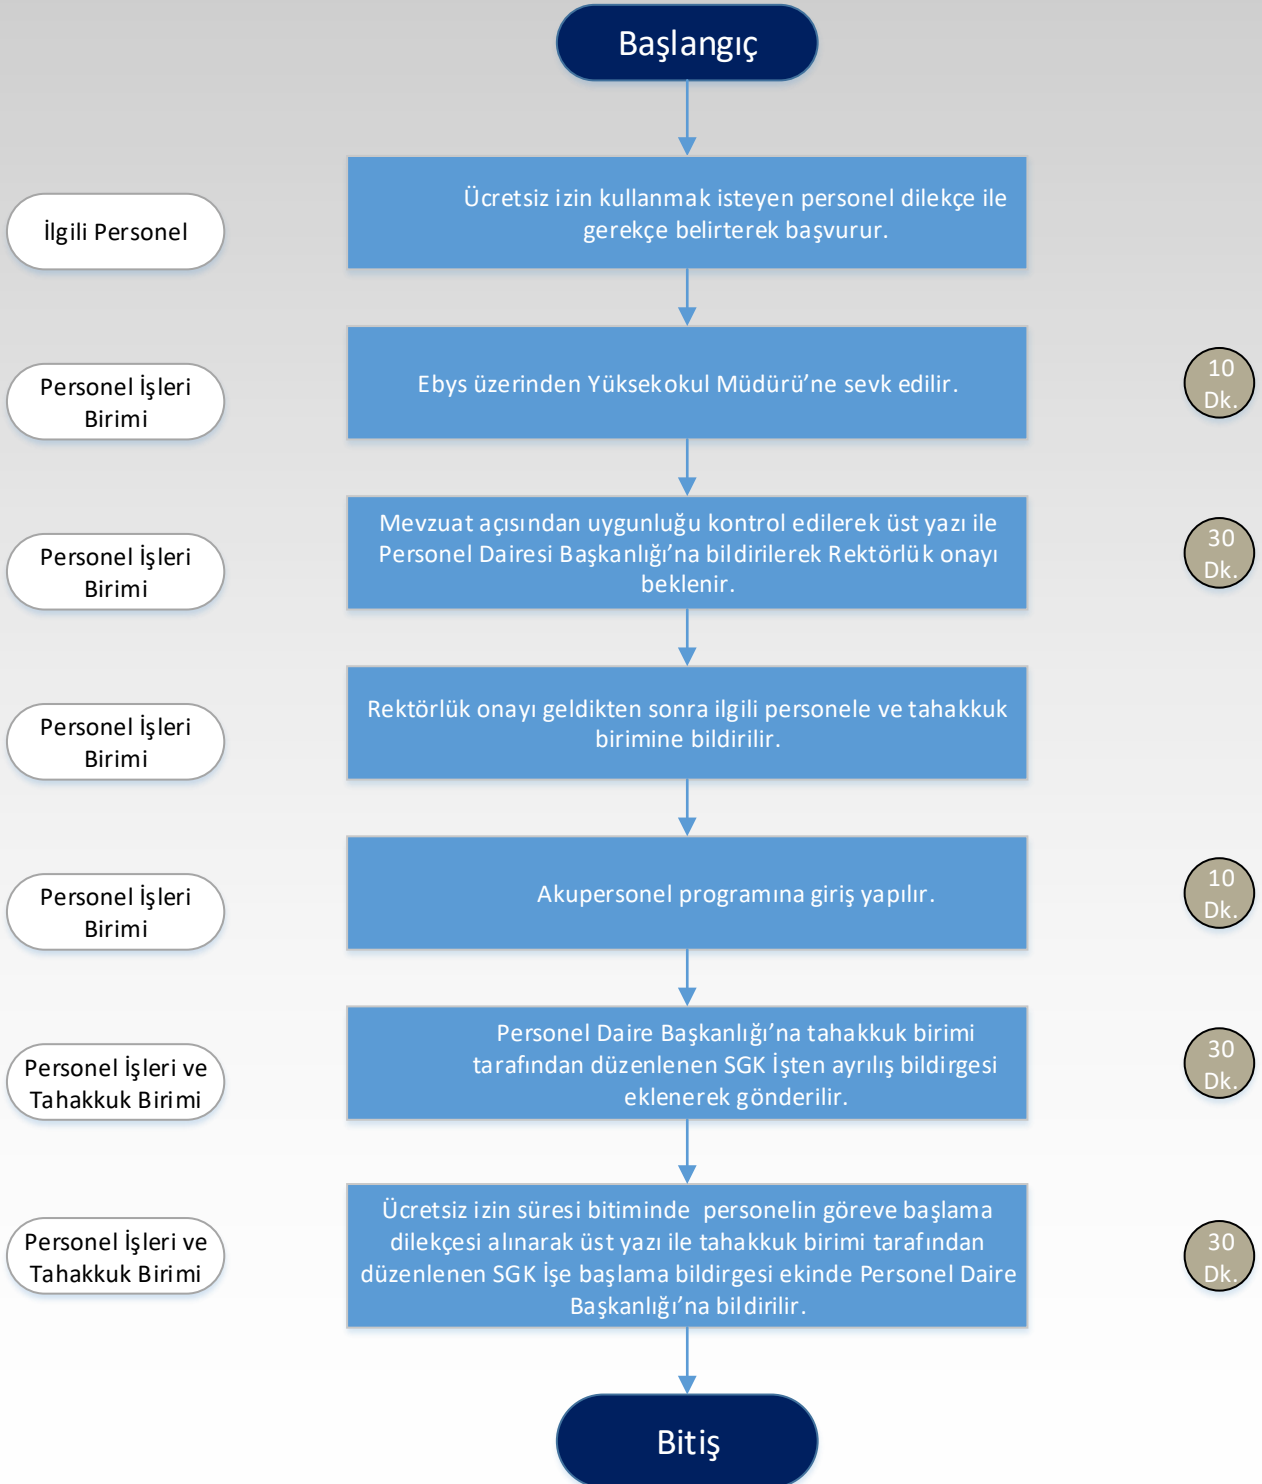 Başlangıç
İlgili Personel
Ücretsiz izin kullanmak isteyen personel dilekçe ile
gerekçe belirterek başvurur.
Personel İşleri
Birimi
Ebys üzerinden Yüksekokul Müdürü’ne sevk edilir.
10
Dk.
Personel İşleri
Birimi
Mevzuat açısından uygunluğu kontrol edilerek üst yazı ile
Personel Dairesi Başkanlığı’na bildirilerek Rektörlük onayı
beklenir.
30
Dk.
Personel İşleri
Birimi
Rektörlük onayı geldikten sonra ilgili personele ve tahakkuk
birimine bildirilir.
Personel İşleri
Birimi
Akupersonel programına giriş yapılır.
10
Dk.
Personel İşleri ve
Tahakkuk Birimi
Personel Daire Başkanlığı’na tahakkuk birimi
tarafından düzenlenen SGK İşten ayrılış bildirgesi
eklenerek gönderilir.
30
Dk.
Personel İşleri ve
Tahakkuk Birimi
Ücretsiz izin süresi bitiminde personelin göreve başlama
dilekçesi alınarak üst yazı ile tahakkuk birimi tarafından
düzenlenen SGK İşe başlama bildirgesi ekinde Personel Daire
Başkanlığı’na bildirilir.
30
Dk.
Bitiş